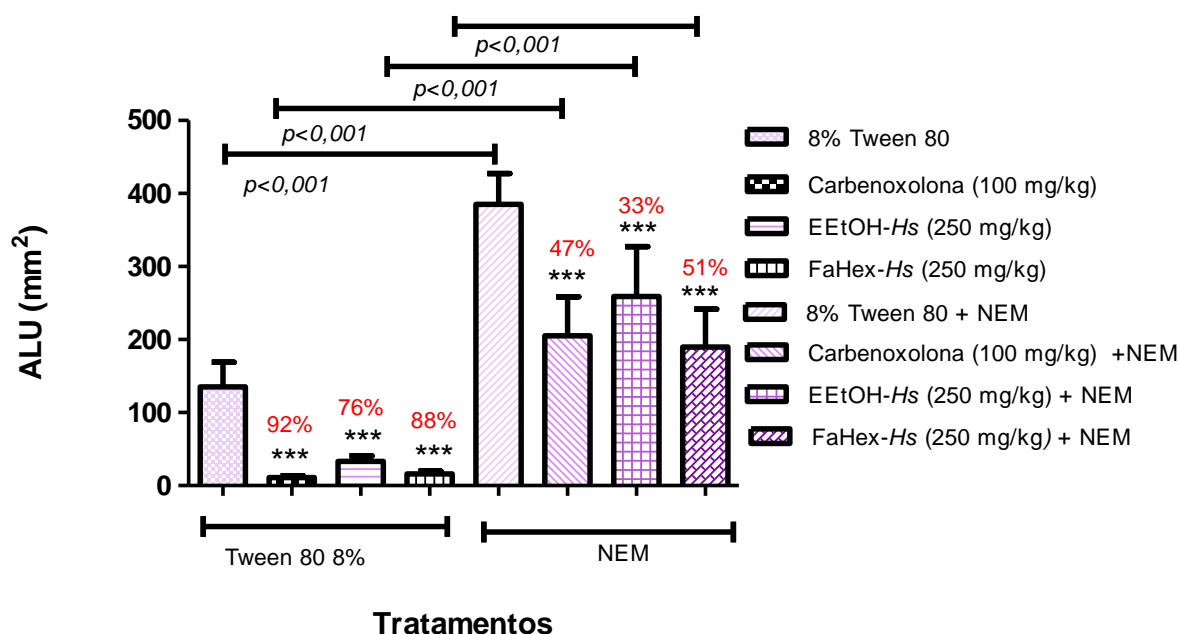 p<0,001
p<0,001
p<0,001
p<0,001
ALU (mm²)
500
400
300
200
100
0
92%
***
76%
***
88%
***
47%
***
33%
***
51%
***
Tween 80 8%
NEM
Tratamentos
8% Tween 80
Carbenoxolona (100 mg/kg)
EEtOH-Hs (250 mg/kg)
FaHex-Hs (250 mg/kg)
8% Tween 80 + NEM
Carbenoxolona (100 mg/kg) +NEM
EEtOH-Hs (250 mg/kg) + NEM
FaHex-Hs (250 mg/kg) + NEM